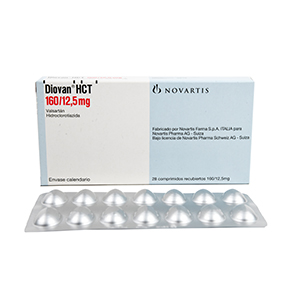 Diovan® HCT
160/12,5mg
Valsartán
Hidroclorotiazida
Envase calendario
NOVARTIS
Fabricado por Novartis Farma S.p.A. ITALIA para
Novartis Pharma AG - Suiza
Bajo licencia de Novartis Pharma Schweiz AG - Suiza
28 comprimidos recubiertos 160/12,5mg